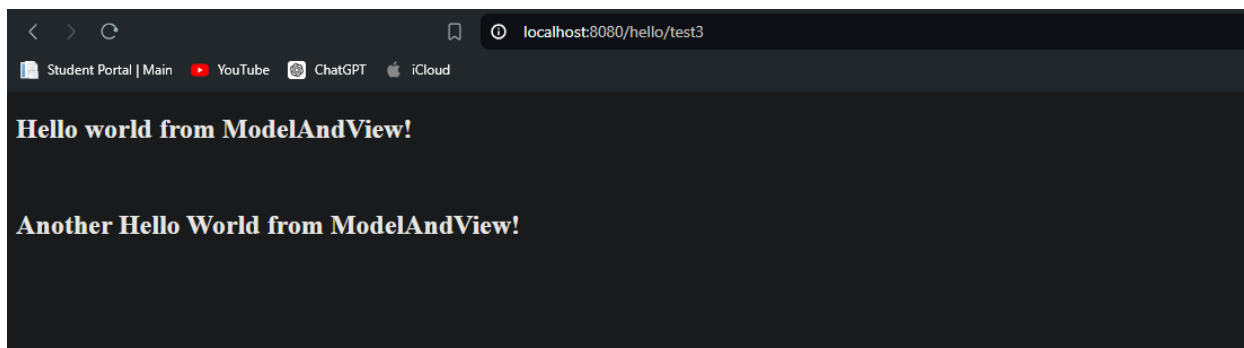 localhost:8080/hello/test3
Student Portal | Main YouTube ChatGPT iCloud
Hello world from ModelAndView!
Another Hello World from ModelAndView!